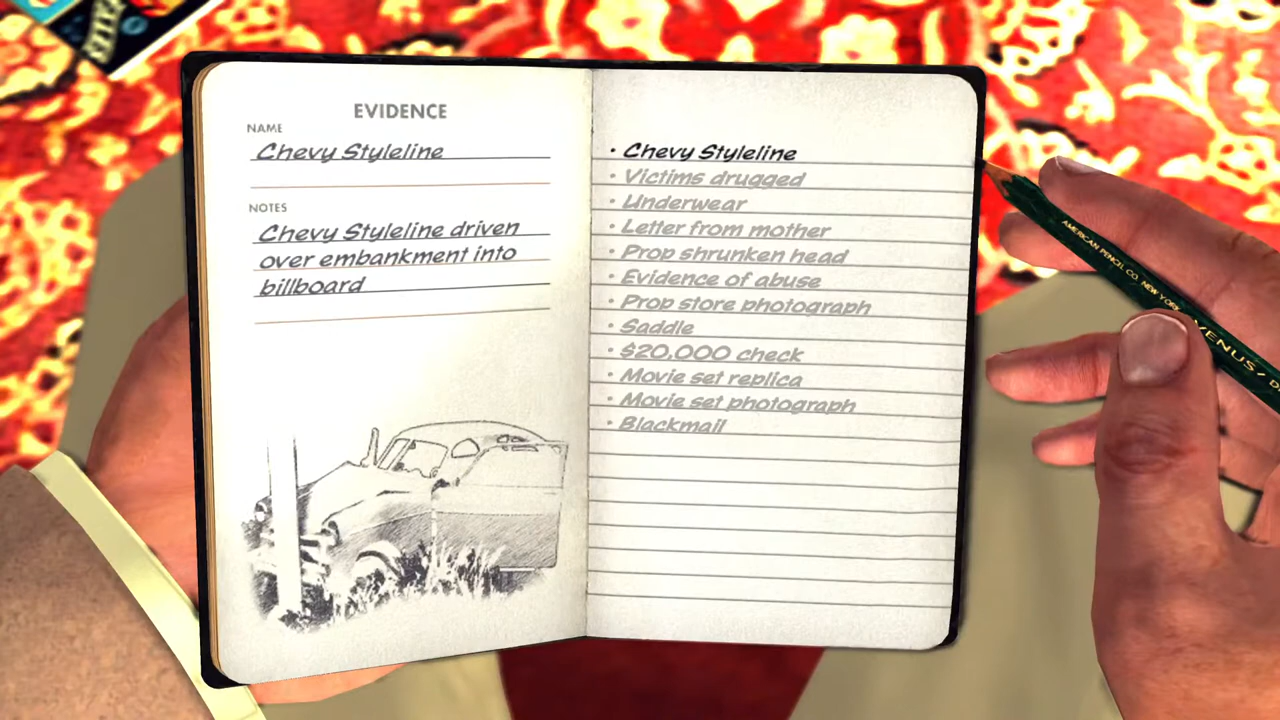 EVIDENCE
NAME
Chevy Styleline
NOTES
Chevy Styleline driven
over embankment into
billboard
• Chevy Styleline
• Victims drugged
• Underwear
• Letter from mother
• Prop shrunken head
• Evidence of abuse
• Prop store photograph
• Saddle
• $20,000 check
• Movie set replica
• Movie set photograph
• Blackmail
AMERICAN PENCIL CO. NEW YORK
VENUS